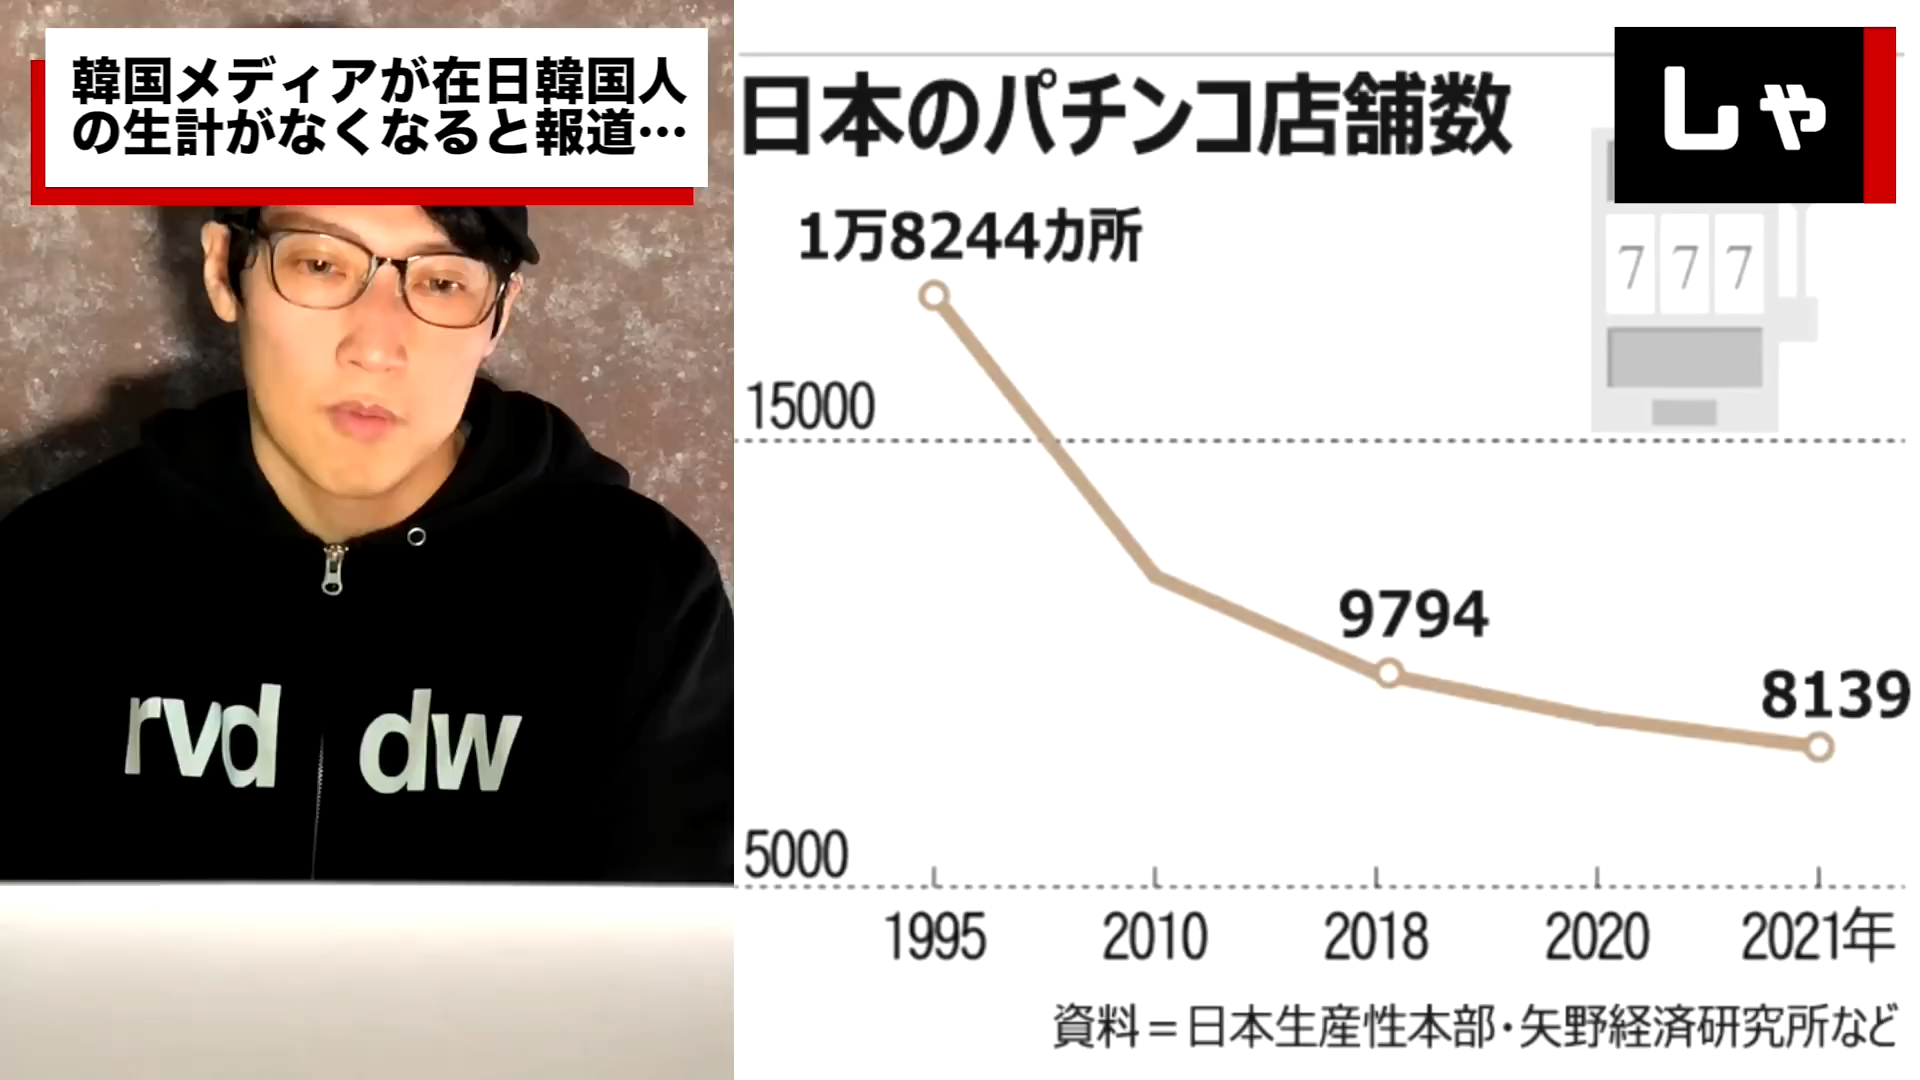 韓国メディアが在日韓国人
の生計がなくなると報道…
しゃ
日本のパチンコ店舗数
1万8244カ所
777
15000
9794
8139
5000
1995 2010 2018 2020 2021年
資料＝日本生産性本部・矢野経済研究所など
rvd dw